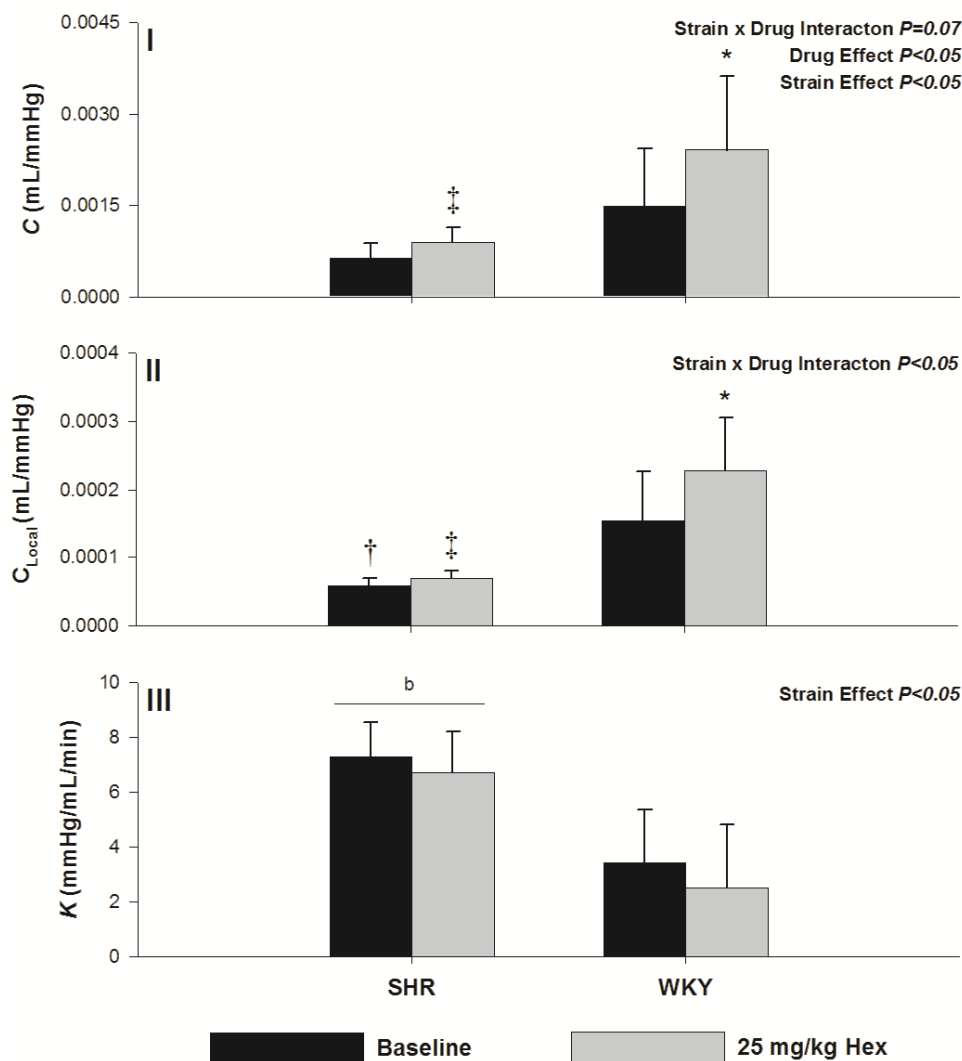 I
Strain x Drug Interacton P=0.07
Drug Effect P<0.05
Strain Effect P<0.05
*
‡
C (mL/mmHg)
0.0045
0.0030
0.0015
0.0000
II
Strain x Drug Interacton P<0.05
*
†
‡
C Local (mL/mmHg)
0.0004
0.0003
0.0002
0.0001
0.0000
III
Strain Effect P<0.05
b
K (mmHg/mL/min)
10
8
6
4
2
0
SHR WKY
Baseline 25 mg/kg Hex